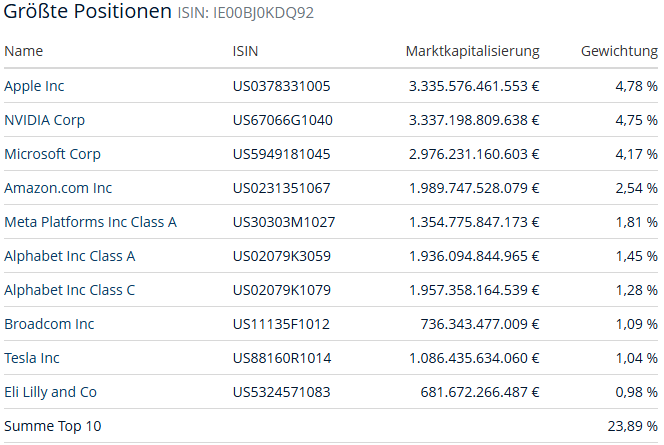 Größte Positionen ISIN: IE00BJ0KDQ92
Name ISIN Marktkapitalisierung Gewichtung
Apple Inc US0378331005 3.335.576.461.553 € 4,78 %
NVIDIA Corp US67066G1040 3.337.198.809.638 € 4,75 %
Microsoft Corp US5949181045 2.976.231.160.603 € 4,17 %
Amazon.com Inc US0231351067 1.989.747.528.079 € 2,54 %
Meta Platforms Inc Class A US30303M1027 1.354.775.847.173 € 1,81 %
Alphabet Inc Class A US02079K3059 1.936.094.844.965 € 1,45 %
Alphabet Inc Class C US02079K1079 1.957.358.164.539 € 1,28 %
Broadcom Inc US11135F1012 736.343.477.009 € 1,09 %
Tesla Inc US88160R1014 1.086.435.634.060 € 1,04 %
Eli Lilly and Co US5324571083 681.672.266.487 € 0,98 %
Summe Top 10 23,89 %